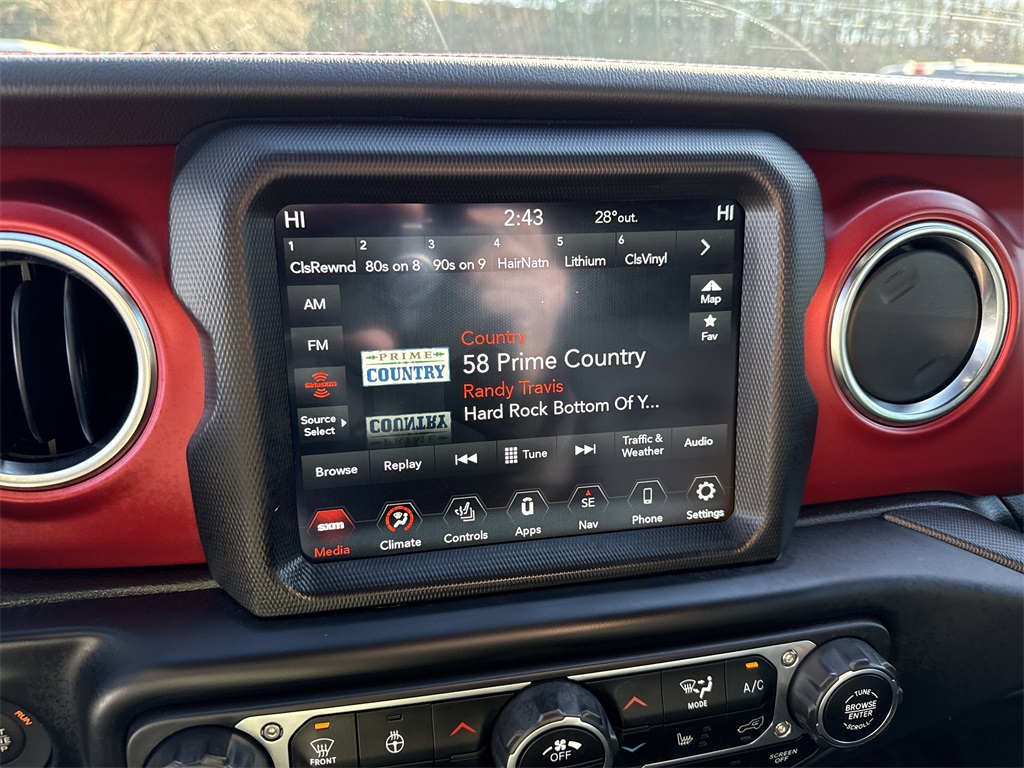 HI 2:43 28°out. HI
1 2 3 4 5 6
ClsRewnd 80s on 8 90s on 9 HairNatn Lithium ClsVinyl
AM
Map
FM
Fav
SiriusXM
Source
Select
PRIME
COUNTRY
Country
58 Prime Country
Randy Travis
Hard Rock Bottom Of Y...
Browse Replay Tune Traffic & Weather Audio
sxm SE
Media Climate Controls Apps Nav Phone Settings
RUN
FRONT
OFF
MODE
A/C
TUNE
BROWSE
ENTER
SCROLL
SCREEN
OFF